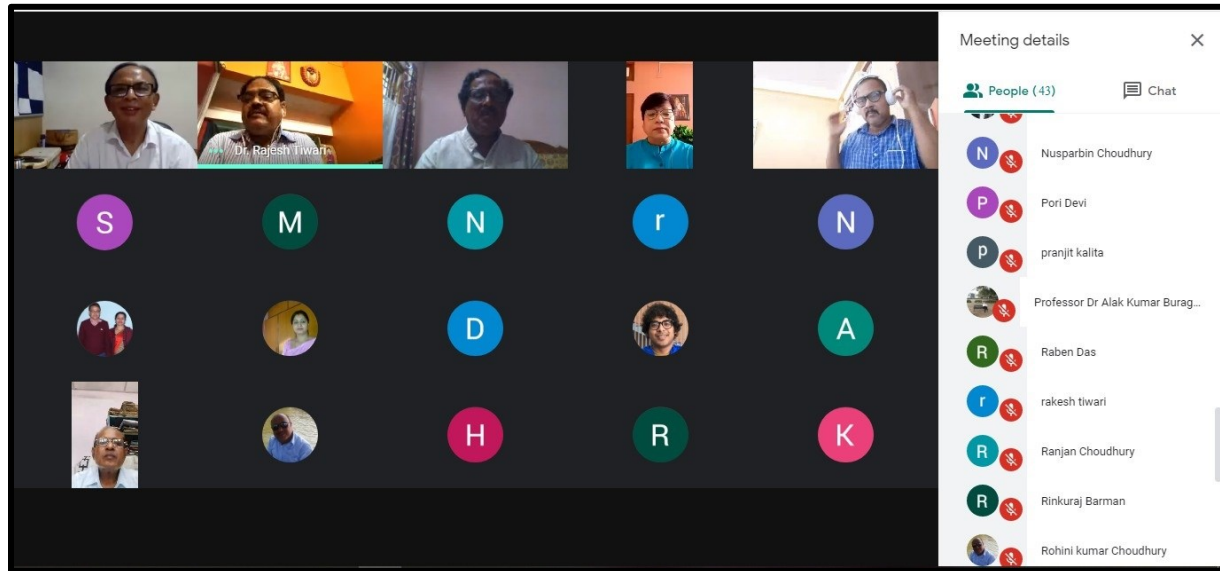 Meeting details
People (43)
Chat
Dr. Rajesh Tiwari
S
M
N
r
N
D
A
H
R
K
N
Nusparbin Choudhury
P
Pori Devi
p
pranjit kalita
Professor Dr Alak Kumar Burag...
R
Raben Das
r
rakesh tiwari
R
Ranjan Choudhury
R
Rinkuraj Barman
Rohini kumar Choudhury